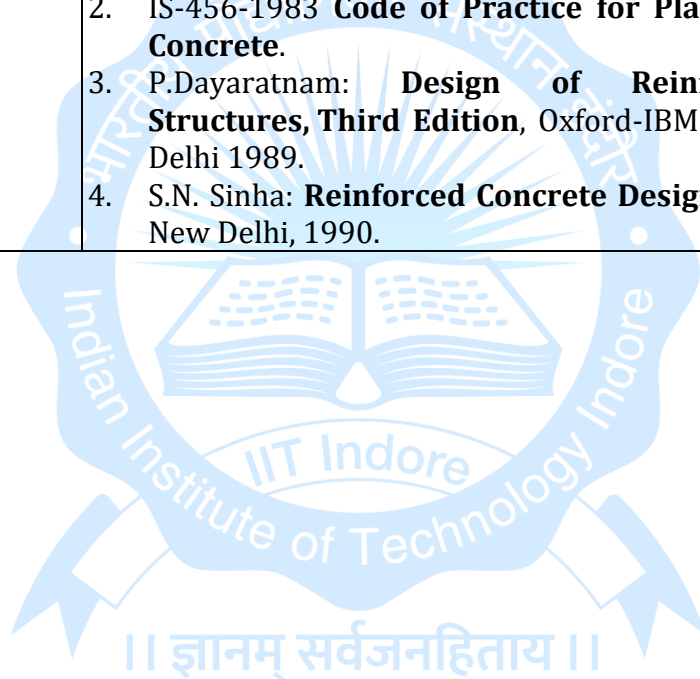 2. IS-456-1983 Code of Practice for Pla
Concrete.
3. P.Dayaratnam: Design of Rein
Structures, Third Edition, Oxford-IBM
Delhi 1989.
4. S.N. Sinha: Reinforced Concrete Desig
New Delhi, 1990.
भारतीय प्रौद्योगिकी संस्थान इंदौर
IIT Indore
Indian Institute of Technology Indore
।। ज्ञानम् सर्वजनहिताय ।।